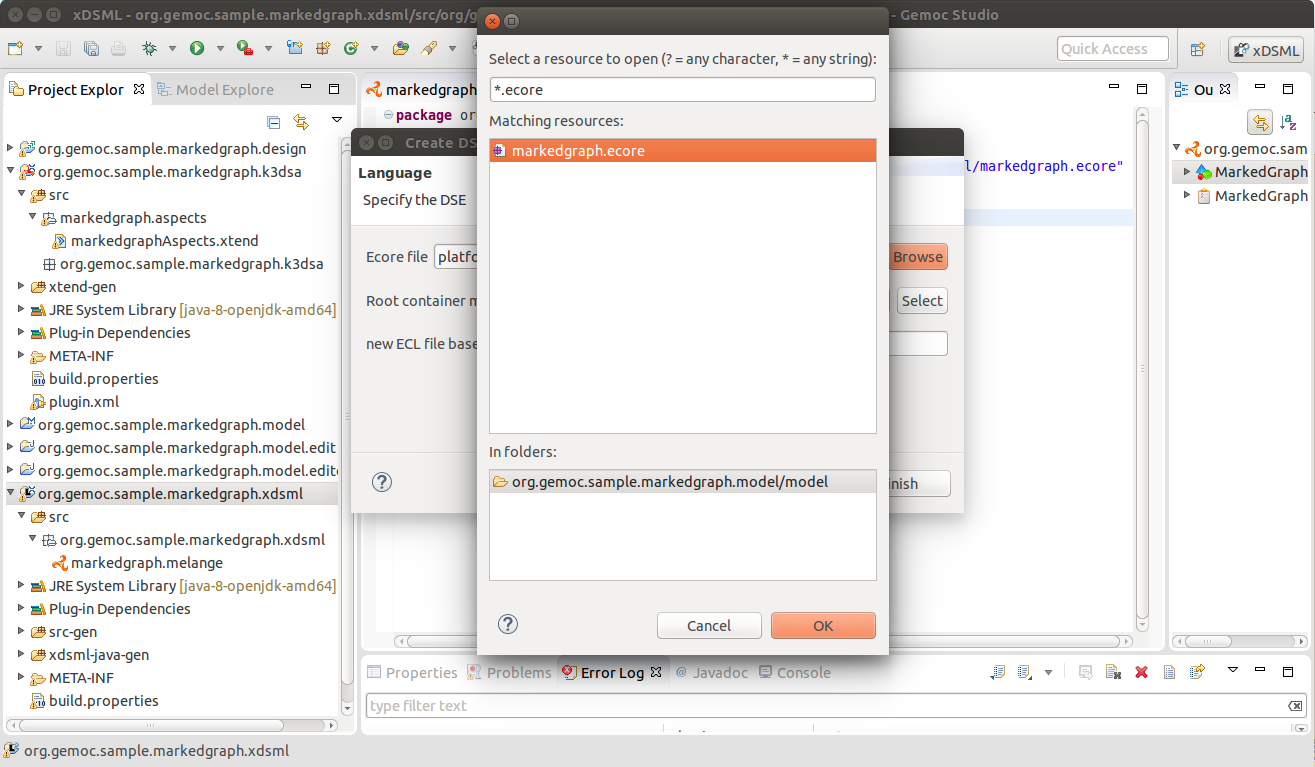 xDSML - org.gemoc.sample.markedgraph.xdsml/src/org/g
- Gemoc Studio
Quick Access
xDSML
Project Explor
Model Explore
org.gemoc.sample.markedgraph.design
org.gemoc.sample.markedgraph.k3dsa
src
markedgraph.aspects
markedgraphAspects.xtend
org.gemoc.sample.markedgraph.k3dsa
xtend-gen
JRE System Library [java-8-openjdk-amd64]
Plug-in Dependencies
META-INF
build.properties
plugin.xml
org.gemoc.sample.markedgraph.model
org.gemoc.sample.markedgraph.model.edit
org.gemoc.sample.markedgraph.model.edit
org.gemoc.sample.markedgraph.xdsml
src
org.gemoc.sample.markedgraph.xdsml
markedgraph.melange
JRE System Library [java-8-openjdk-amd64]
Plug-in Dependencies
src-gen
xdsml-java-gen
META-INF
build.properties
markedgraph
package or
l/markedgraph.ecore"
Create DS
Language
Specify the DSE
Ecore file
platfo
Browse
Root container m
Select
new ECL file base
inish
Select a resource to open (? = any character, * = any string):
*.ecore
Matching resources:
markedgraph.ecore
In folders:
org.gemoc.sample.markedgraph.model/model
Cancel
OK
Ou
org.gemoc.sam
MarkedGraph
MarkedGraph
Properties
Problems
Error Log
@ Javadoc
Console
type filter text
org.gemoc.sample.markedgraph.xdsml